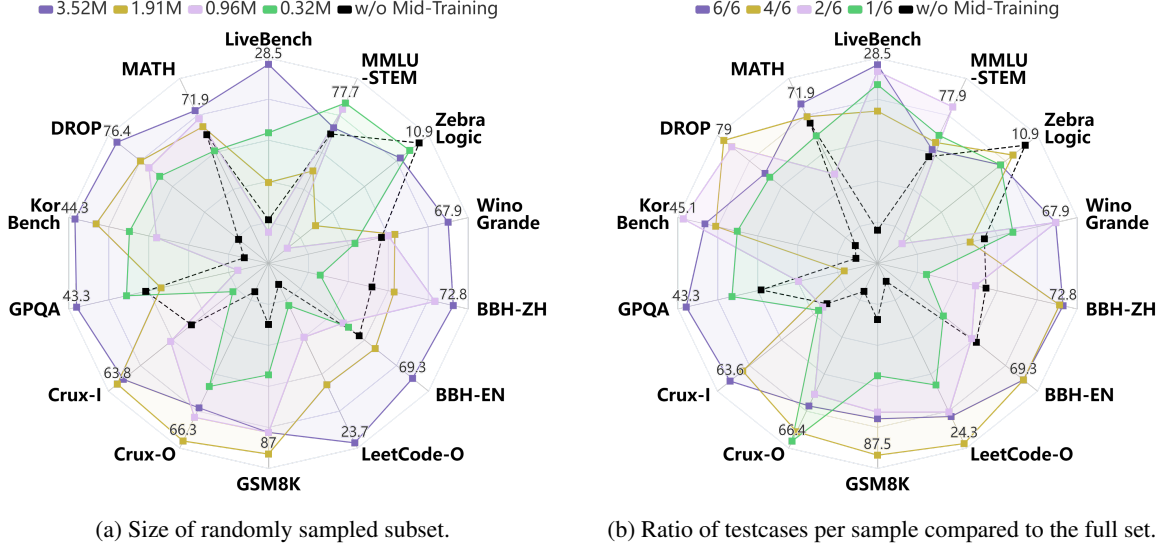 3.52M 1.91M 0.96M 0.32M w/o Mid-Training
LiveBench
28.5
MMLU
-STEM
77.7
Zebra
Logic
10.9
Wino
Grande
67.9
BBH-ZH
72.8
BBH-EN
69.3
LeetCode-O
23.7
GSM8K
87
Crux-O
66.3
Crux-I
63.8
GPQA
43.3
Kor
Bench
44.3
DROP
76.4
MATH
71.9
(a) Size of randomly sampled subset.
6/6 4/6 2/6 1/6 w/o Mid-Training
LiveBench
28.5
MMLU
-STEM
77.9
Zebra
Logic
10.9
Wino
Grande
67.9
BBH-ZH
72.8
BBH-EN
69.3
LeetCode-O
24.3
GSM8K
87.5
Crux-O
66.4
Crux-I
63.6
GPQA
43.3
Kor
Bench
45.1
DROP
79
MATH
71.9
(b) Ratio of testcases per sample compared to the full set.